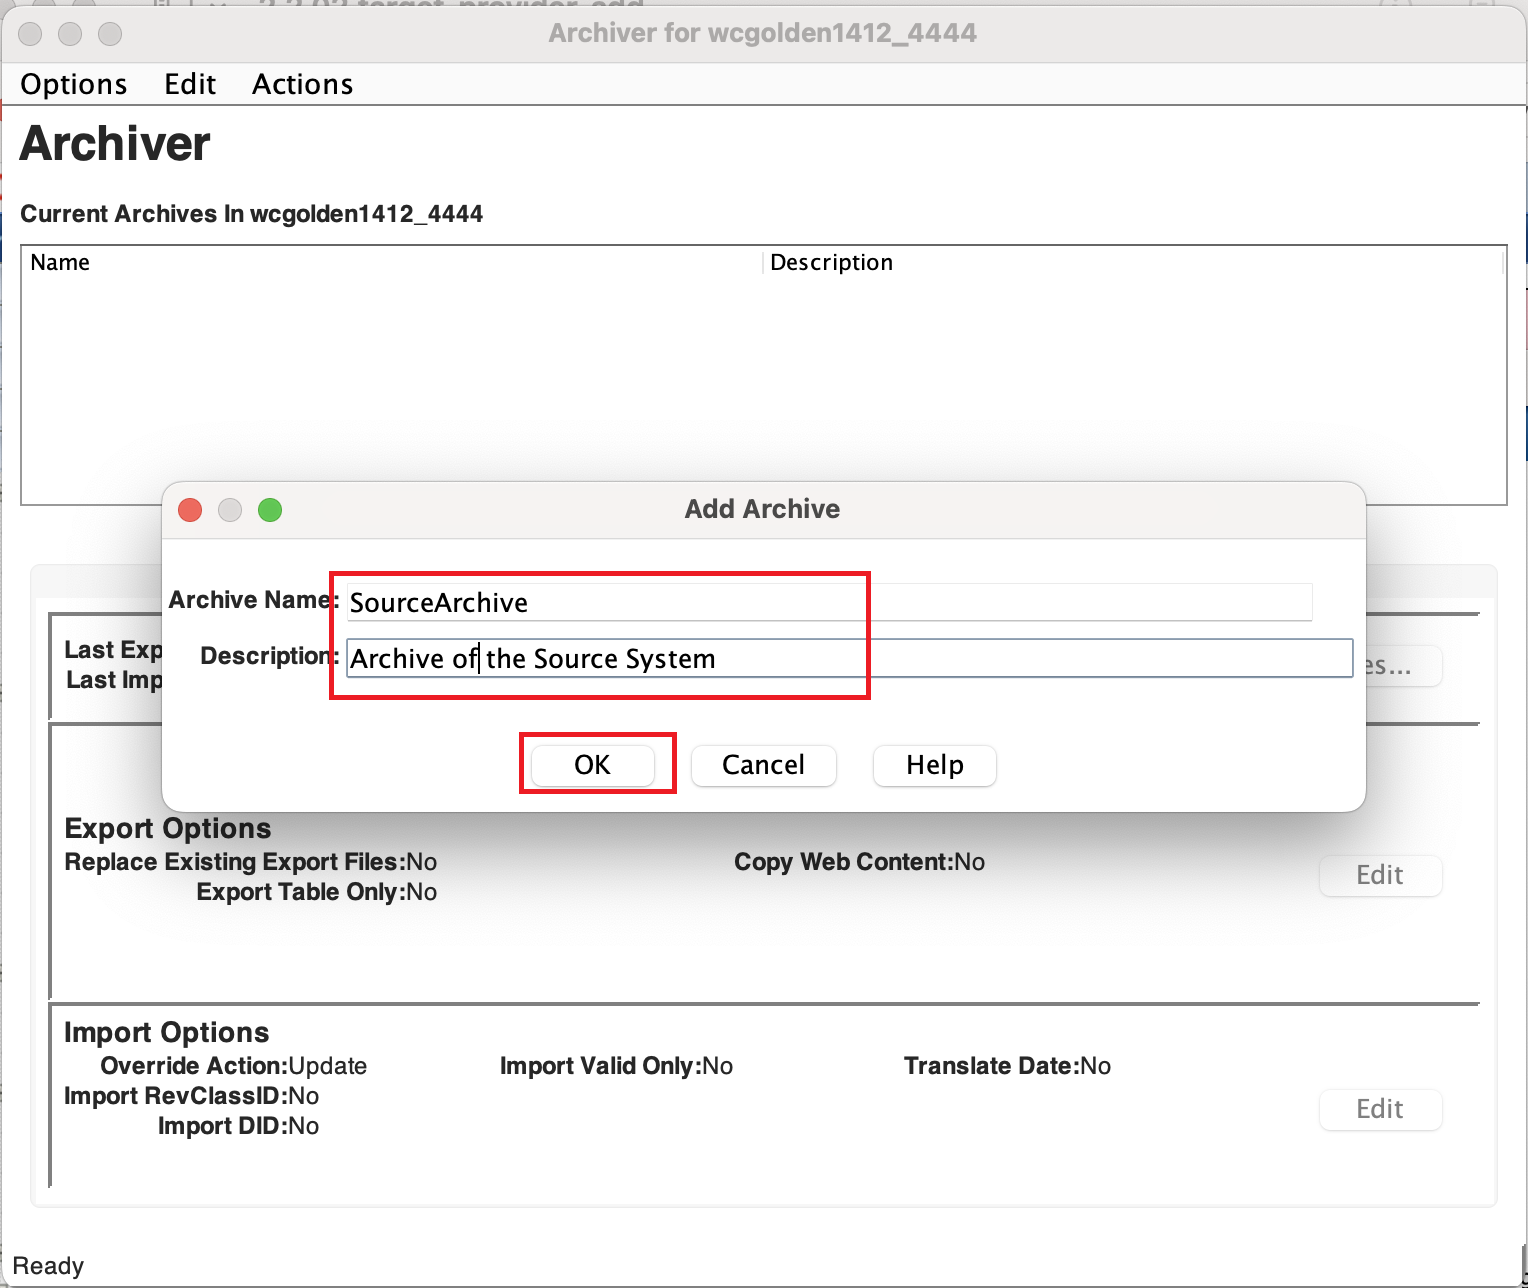 Archiver for wcgolden1412_4444
Options Edit Actions
Archiver
Current Archives In wcgolden1412_4444
Name Description
Add Archive
Archive Name: SourceArchive
Description: Archive of the Source System
OK Cancel Help
Last Exp
Last Imp
es...
Export Options
Replace Existing Export Files:No Copy Web Content:No
Export Table Only:No
Edit
Import Options
Override Action:Update Import Valid Only:No Translate Date:No
Import RevClassID:No
Edit
Import DID:No
Ready